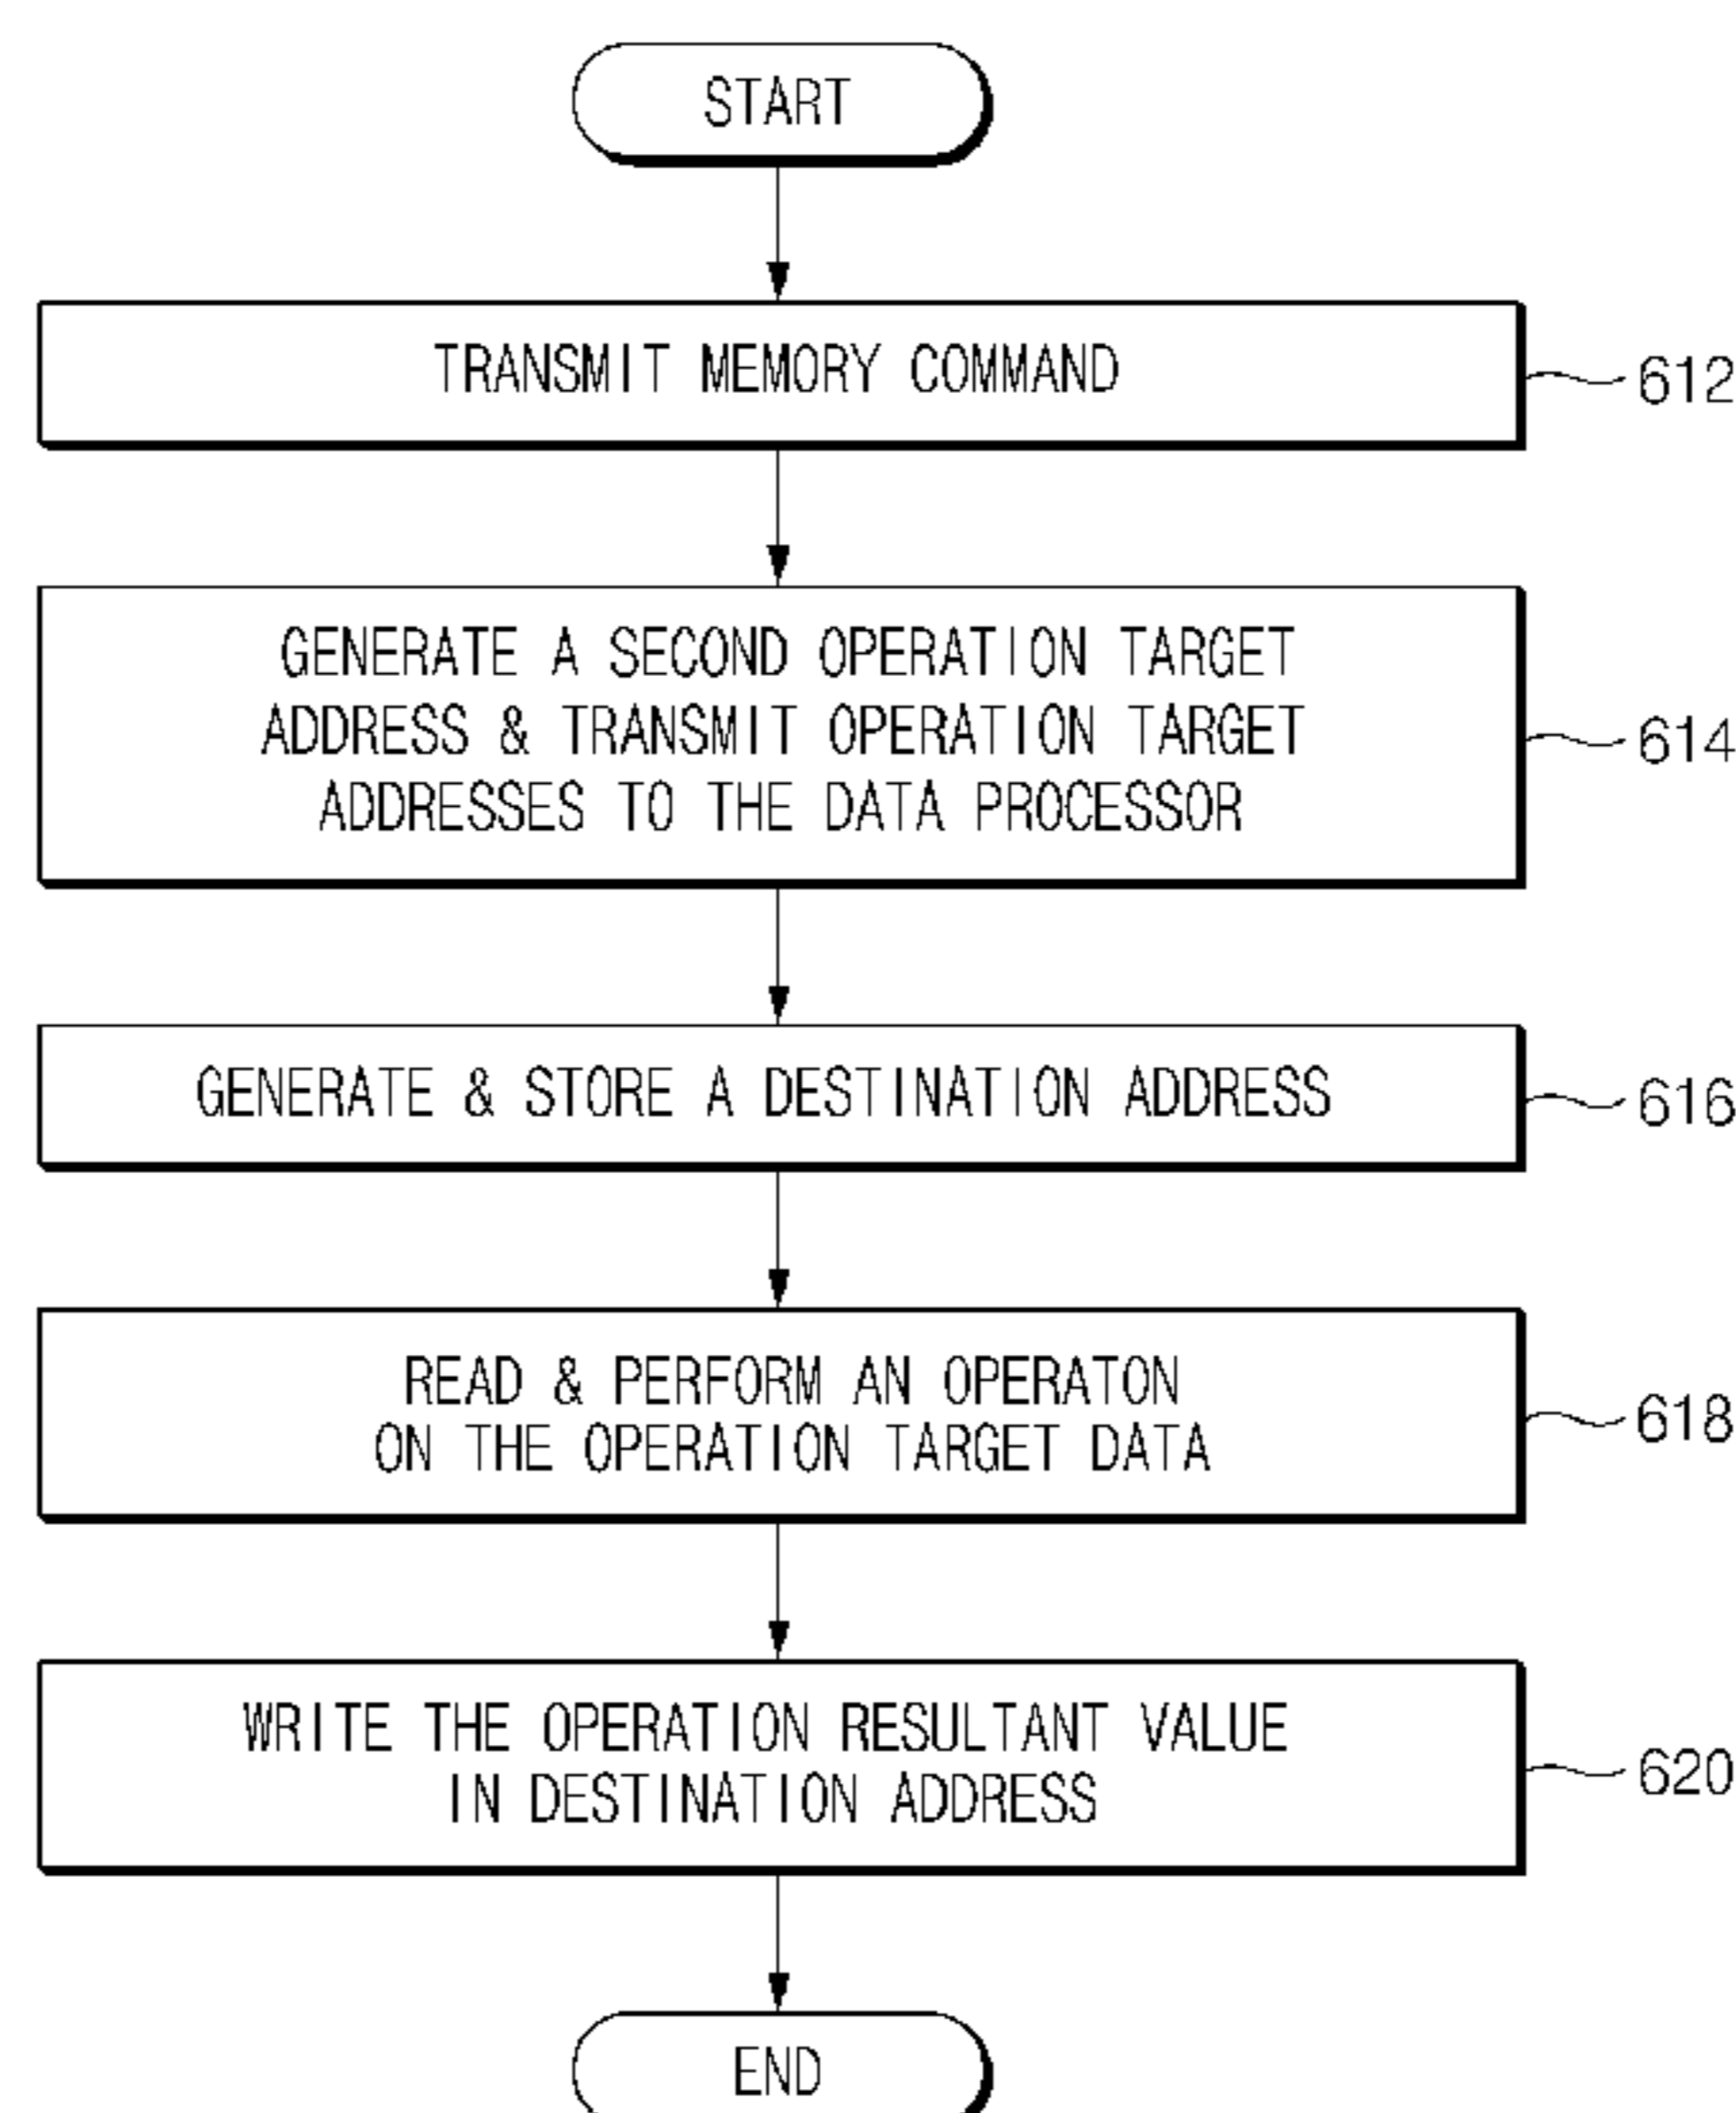 START
TRANSMIT MEMORY COMMAND
612
GENERATE A SECOND OPERATION TARGET
ADDRESS & TRANSMIT OPERATION TARGET
ADDRESSES TO THE DATA PROCESSOR
614
GENERATE & STORE A DESTINATION ADDRESS
616
READ & PERFORM AN OPERATON
ON THE OPERATION TARGET DATA
618
WRITE THE OPERATION RESULTANT VALUE
IN DESTINATION ADDRESS
620
END